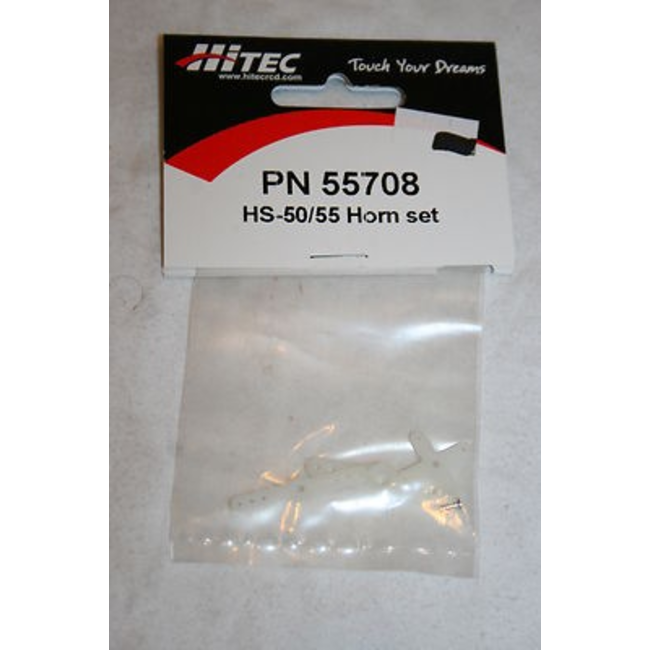 HiTEC
Touch Your Dreams
www.hitecrcd.com
PN 55708
HS-50/55 Horn set